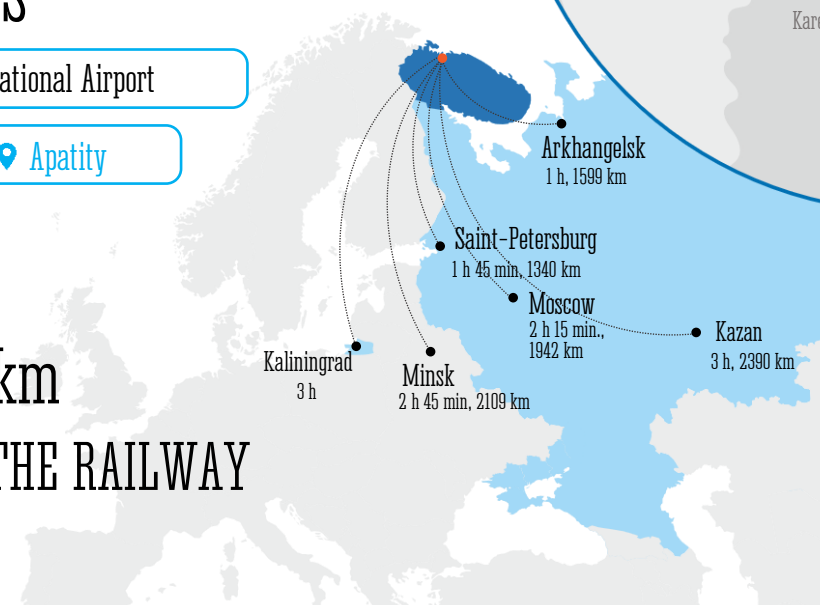 ational Airport
Apatity
km
THE RAILWAY
Kare
Arkhangelsk
1 h, 1599 km
Saint-Petersburg
1 h 45 min, 1340 km
Moscow
2 h 15 min.,
1942 km
Kazan
3 h, 2390 km
Kaliningrad
3 h
Minsk
2 h 45 min, 2109 km